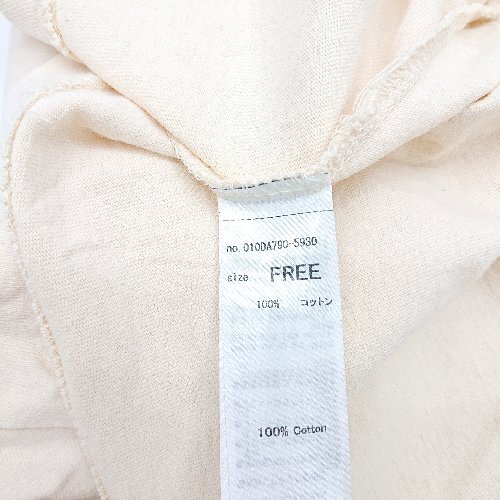 no.010DA790-5930
size FREE
100% コットン
100% Cotton